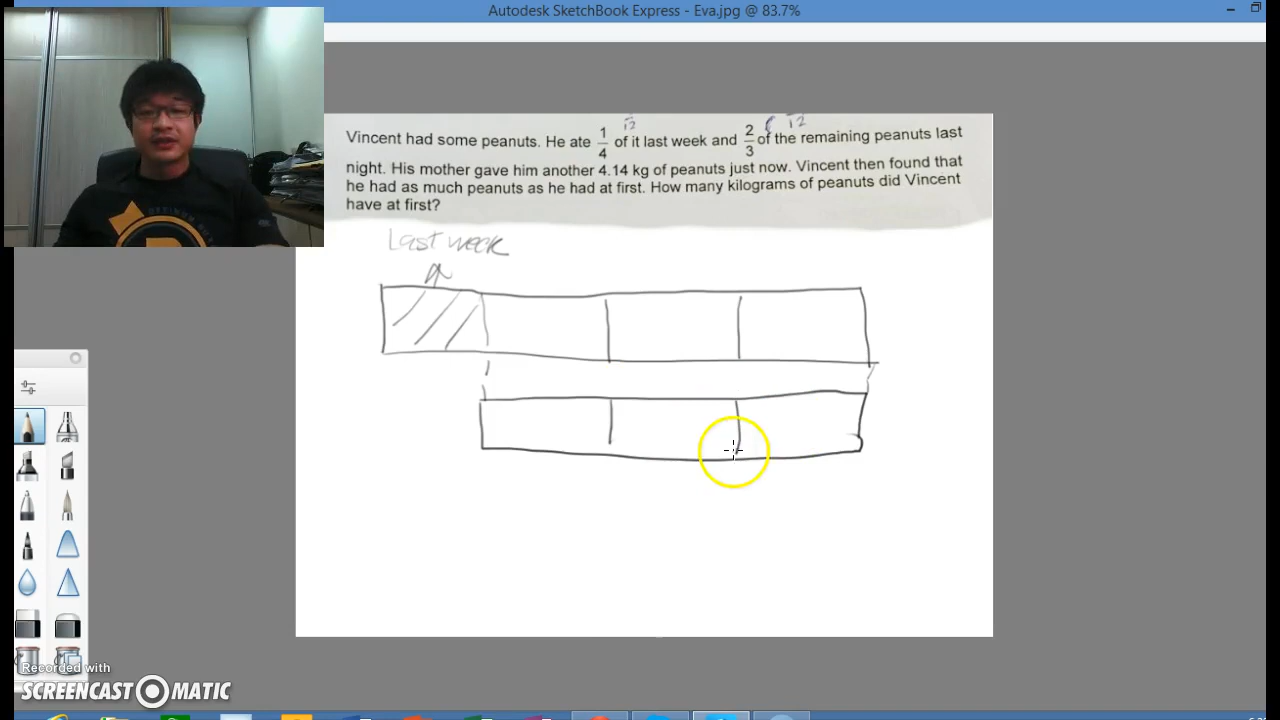 Autodesk SketchBook Express - Eva.jpg @ 83.7%
12 12
Vincent had some peanuts. He ate 1/4 of it last week and 2/3 of the remaining peanuts last
night. His mother gave him another 4.14 kg of peanuts just now. Vincent then found that
he had as much peanuts as he had at first. How many kilograms of peanuts did Vincent
have at first?
Last week
Recorded with
SCREENCAST MATIC